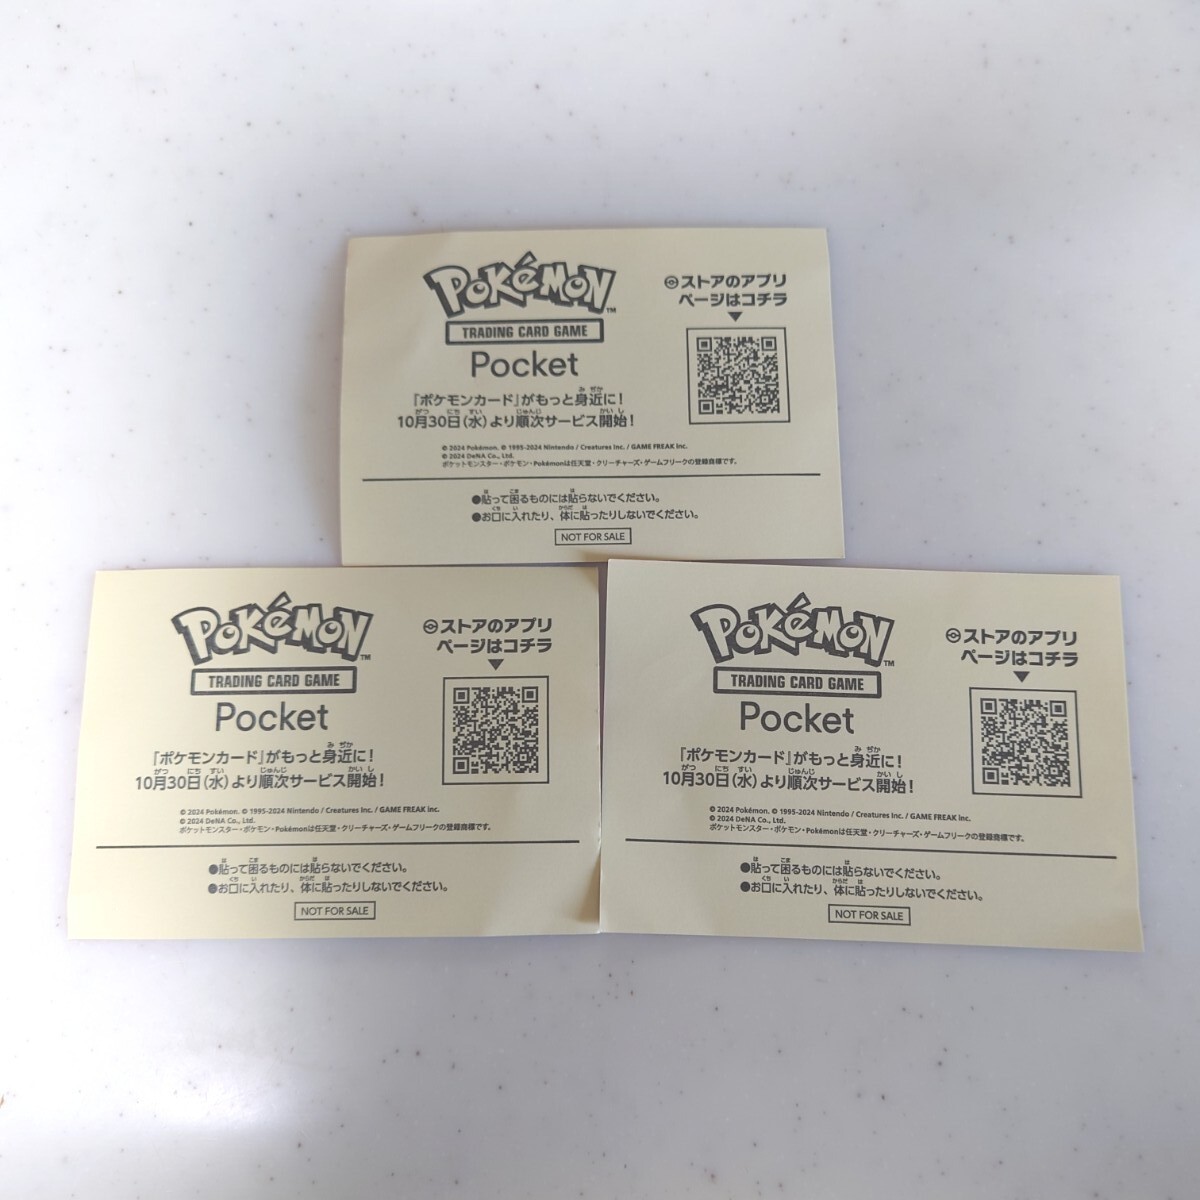 Pokémon™
TRADING CARD GAME
Pocket
『ポケモンカード』がもっと身近に!
10月30日(水)より順次サービス開始!
ストアのアプリ
ページはコチラ
▼
© 2024 Pokémon. © 1995-2024 Nintendo / Creatures Inc. / GAME FREAK inc.
© 2024 DeNA Co., Ltd.
ポケットモンスター・ポケモン・Pokémonは任天堂・クリーチャーズ・ゲームフリークの登録商標です。
●貼って困るものには貼らないでください。
●お口に入れたり、体に貼ったりしないでください。
NOT FOR SALE
Pokémon™
TRADING CARD GAME
Pocket
『ポケモンカード』がもっと身近に!
10月30日(水)より順次サービス開始!
ストアのアプリ
ページはコチラ
▼
© 2024 Pokémon. © 1995-2024 Nintendo / Creatures Inc. / GAME FREAK inc.
© 2024 DeNA Co., Ltd.
ポケットモンスター・ポケモン・Pokémonは任天堂・クリーチャーズ・ゲームフリークの登録商標です。
●貼って困るものには貼らないでください。
●お口に入れたり、体に貼ったりしないでください。
NOT FOR SALE
Pokémon™
TRADING CARD GAME
Pocket
『ポケモンカード』がもっと身近に!
10月30日(水)より順次サービス開始!
ストアのアプリ
ページはコチラ
▼
© 2024 Pokémon. © 1995-2024 Nintendo / Creatures Inc. / GAME FREAK inc.
© 2024 DeNA Co., Ltd.
ポケットモンスター・ポケモン・Pokémonは任天堂・クリーチャーズ・ゲームフリークの登録商標です。
●貼って困るものには貼らないでください。
●お口に入れたり、体に貼ったりしないでください。
NOT FOR SALE